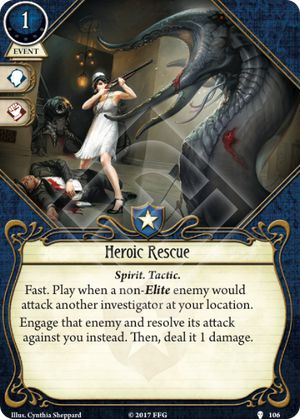 1
EVENT
Heroic Rescue
Spirit. Tactic.
Fast. Play when a non-Elite enemy would
attack another investigator at your location.
Engage that enemy and resolve its attack
against you instead. Then, deal it 1 damage.
Illus. Cynthia Sheppard
© 2017 FFG
106